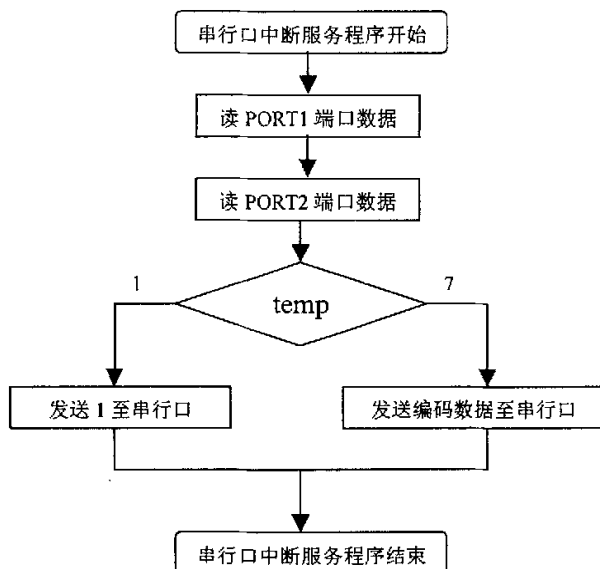 串行口中断服务程序开始
读 PORT1 端口数据
读 PORT2 端口数据
1
7
temp
发送 1 至串行口
发送编码数据至串行口
串行口中断服务程序结束